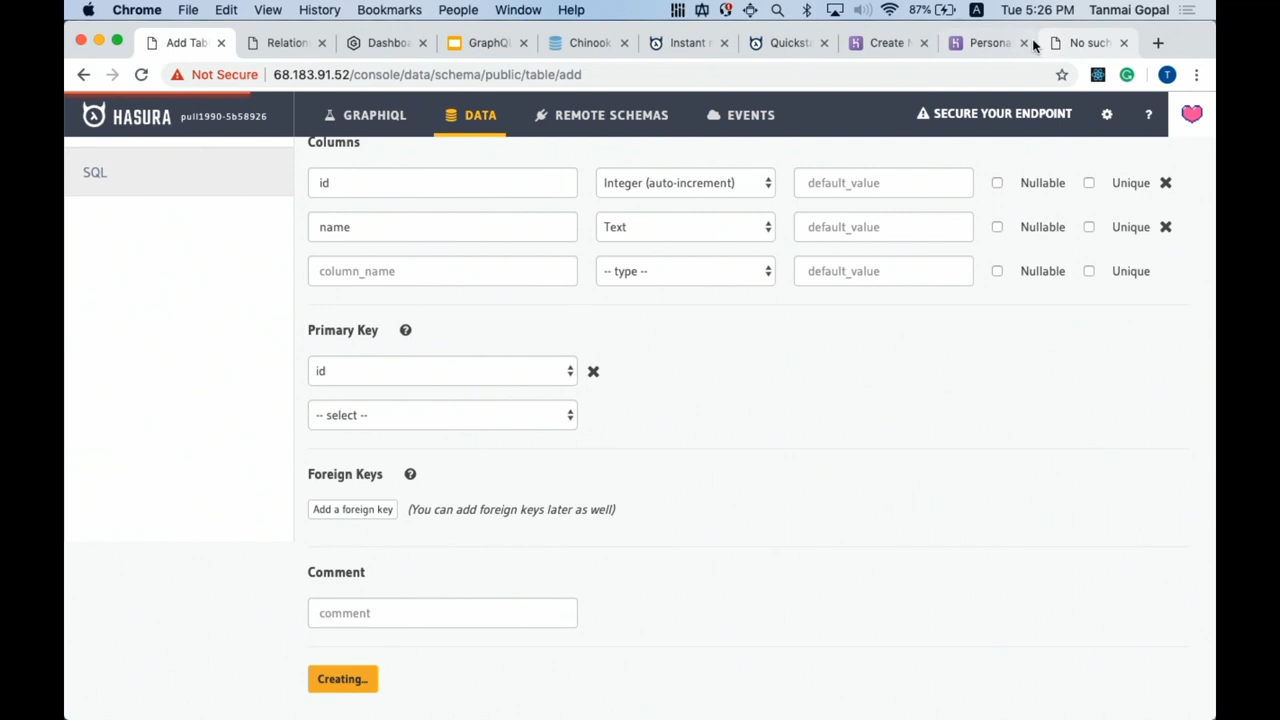 Chrome File Edit View History Bookmarks People Window Help 87% A Tue 5:26 PM Tanmai Gopal
Add Tab Relation Dashbo GraphQL Chinook Instant r Quickst Create N Persona No such
Not Secure 68.183.91.52/console/data/schema/public/table/add T
HASURA pull1990-5b58926 GRAPHIQL DATA REMOTE SCHEMAS EVENTS SECURE YOUR ENDPOINT ?
Columns
SQL
id Integer (auto-increment) default_value Nullable Unique
name Text default_value Nullable Unique
column_name -- type -- default_value Nullable Unique
Primary Key ?
id
-- select --
Foreign Keys ?
Add a foreign key (You can add foreign keys later as well)
Comment
comment
Creating...